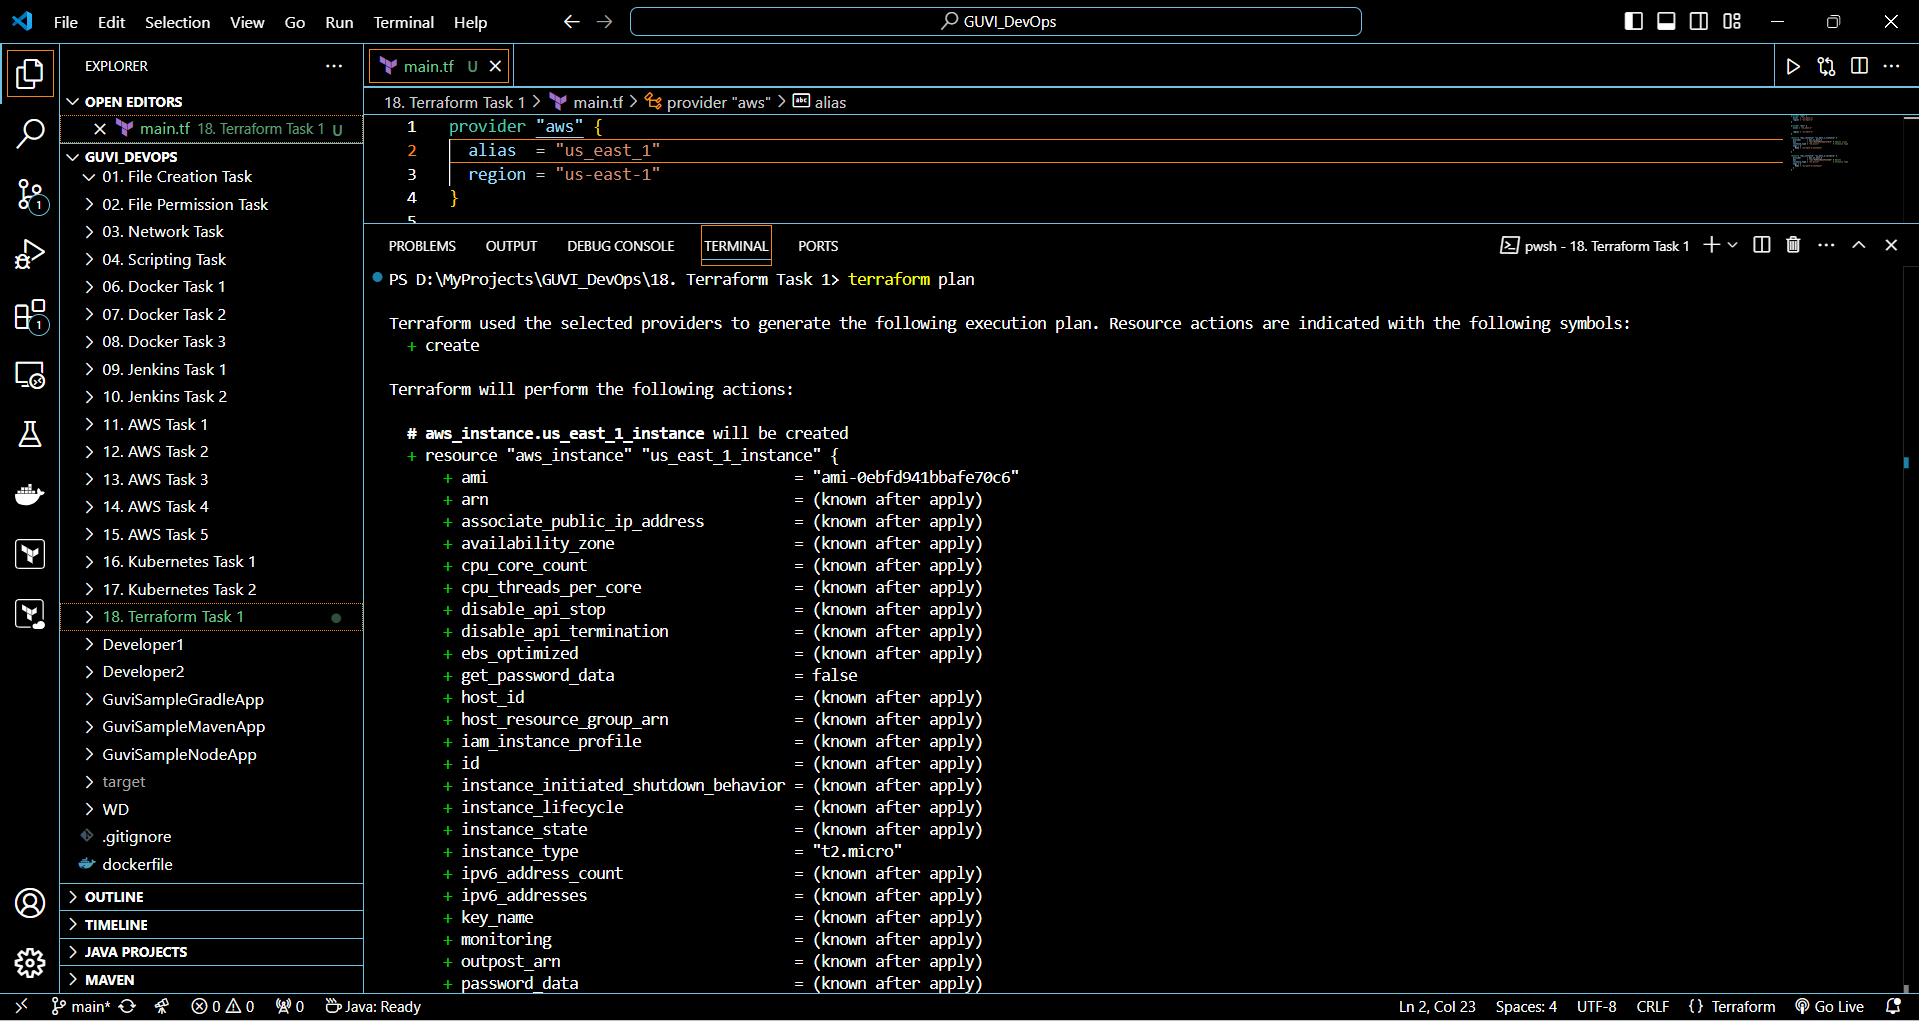 File Edit Selection View Go Run Terminal Help
GUVI_DevOps
EXPLORER
OPEN EDITORS
main.tf 18. Terraform Task 1 U
GUVI_DEVOPS
01. File Creation Task
02. File Permission Task
03. Network Task
04. Scripting Task
06. Docker Task 1
07. Docker Task 2
08. Docker Task 3
09. Jenkins Task 1
10. Jenkins Task 2
11. AWS Task 1
12. AWS Task 2
13. AWS Task 3
14. AWS Task 4
15. AWS Task 5
16. Kubernetes Task 1
17. Kubernetes Task 2
18. Terraform Task 1
Developer1
Developer2
GuviSampleGradleApp
GuviSampleMavenApp
GuviSampleNodeApp
target
WD
.gitignore
dockerfile
OUTLINE
TIMELINE
JAVA PROJECTS
MAVEN
1
1
main.tf U
18. Terraform Task 1 > main.tf > provider "aws" > alias
1 provider "aws" {
2 alias = "us_east_1"
3 region = "us-east-1"
4 }
5
PROBLEMS OUTPUT DEBUG CONSOLE TERMINAL PORTS
pwsh - 18. Terraform Task 1
PS D:\MyProjects\GUVI_DevOps\18. Terraform Task 1> terraform plan
Terraform used the selected providers to generate the following execution plan. Resource actions are indicated with the following symbols:
+ create
Terraform will perform the following actions:
# aws_instance.us_east_1_instance will be created
+ resource "aws_instance" "us_east_1_instance" {
+ ami = "ami-0ebfd941bbafe70c6"
+ arn = (known after apply)
+ associate_public_ip_address = (known after apply)
+ availability_zone = (known after apply)
+ cpu_core_count = (known after apply)
+ cpu_threads_per_core = (known after apply)
+ disable_api_stop = (known after apply)
+ disable_api_termination = (known after apply)
+ ebs_optimized = (known after apply)
+ get_password_data = false
+ host_id = (known after apply)
+ host_resource_group_arn = (known after apply)
+ iam_instance_profile = (known after apply)
+ id = (known after apply)
+ instance_initiated_shutdown_behavior = (known after apply)
+ instance_lifecycle = (known after apply)
+ instance_state = (known after apply)
+ instance_type = "t2.micro"
+ ipv6_address_count = (known after apply)
+ ipv6_addresses = (known after apply)
+ key_name = (known after apply)
+ monitoring = (known after apply)
+ outpost_arn = (known after apply)
+ password_data = (known after apply)
main* 0 0 0 Java: Ready Ln 2, Col 23 Spaces: 4 UTF-8 CRLF {} Terraform Go Live